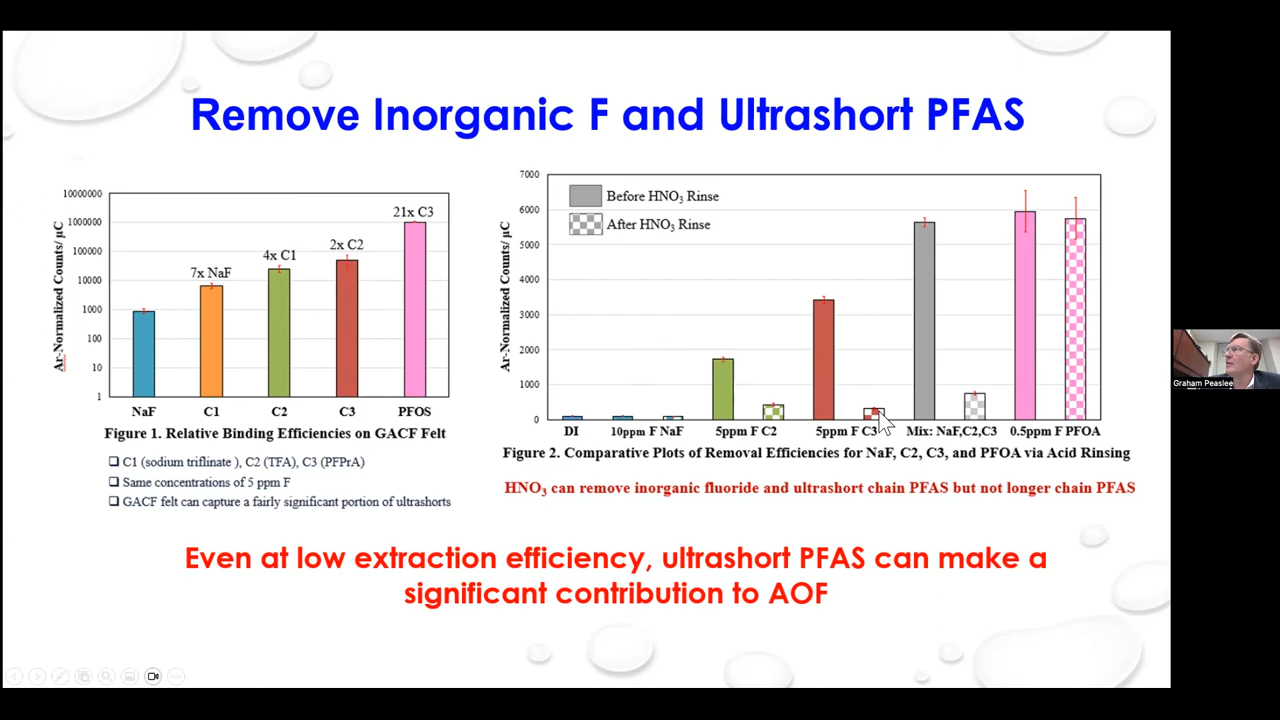 Remove Inorganic F and Ultrashort PFAS
Ar-Normalized Counts/ µC
10000000
1000000
100000
10000
1000
100
10
1
7x NaF
4x C1
2x C2
21x C3
NaF
C1
C2
C3
PFOS
Figure 1. Relative Binding Efficiencies on GACF Felt
C1 (sodium triflinate ), C2 (TFA), C3 (PFPrA)
Same concentrations of 5 ppm F
GACF felt can capture a fairly significant portion of ultrashorts
Ar-Normalized Counts/ µC
7000
6000
5000
4000
3000
2000
1000
0
Before HNO₃ Rinse
After HNO₃ Rinse
DI
10ppm F NaF
5ppm F C2
5ppm F C3
Mix: NaF,C2,C3
0.5ppm F PFOA
Figure 2. Comparative Plots of Removal Efficiencies for NaF, C2, C3, and PFOA via Acid Rinsing
HNO₃ can remove inorganic fluoride and ultrashort chain PFAS but not longer chain PFAS
Even at low extraction efficiency, ultrashort PFAS can make a
significant contribution to AOF
Graham Peaslee